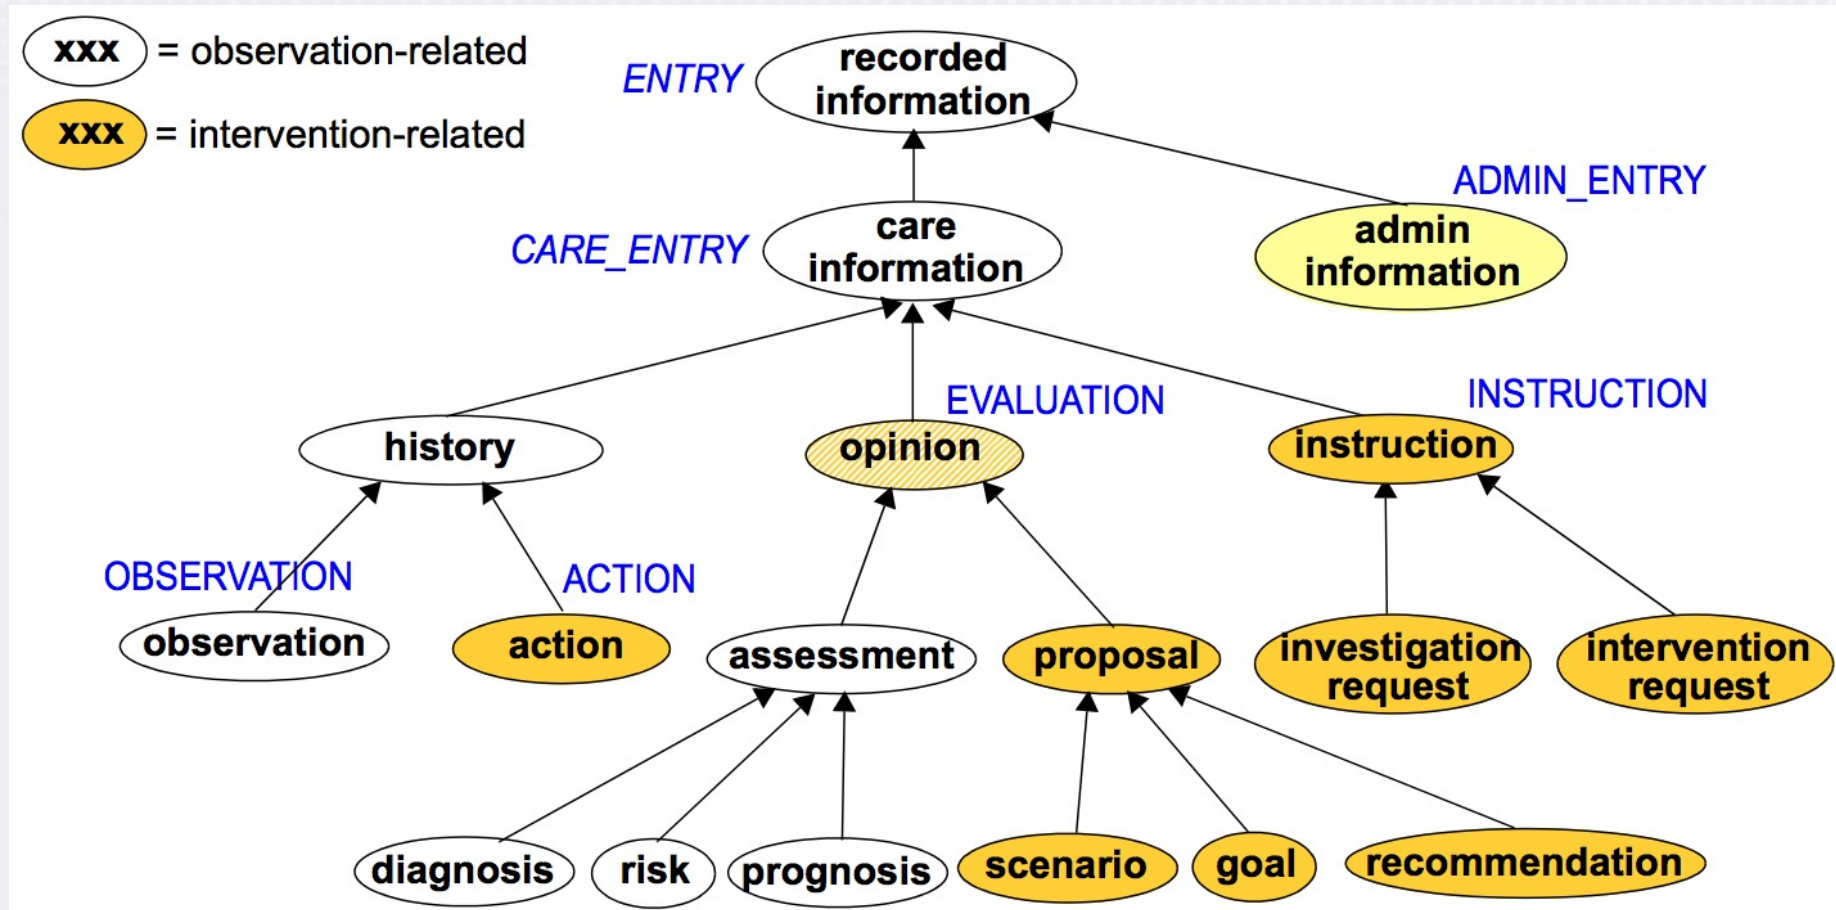 xxx = observation-related
xxx = intervention-related
ENTRY
recorded
information
ADMIN_ENTRY
admin
information
CARE_ENTRY
care
information
history
EVALUATION
opinion
INSTRUCTION
instruction
OBSERVATION
observation
ACTION
action
assessment
proposal
investigation
request
intervention
request
diagnosis
risk
prognosis
scenario
goal
recommendation